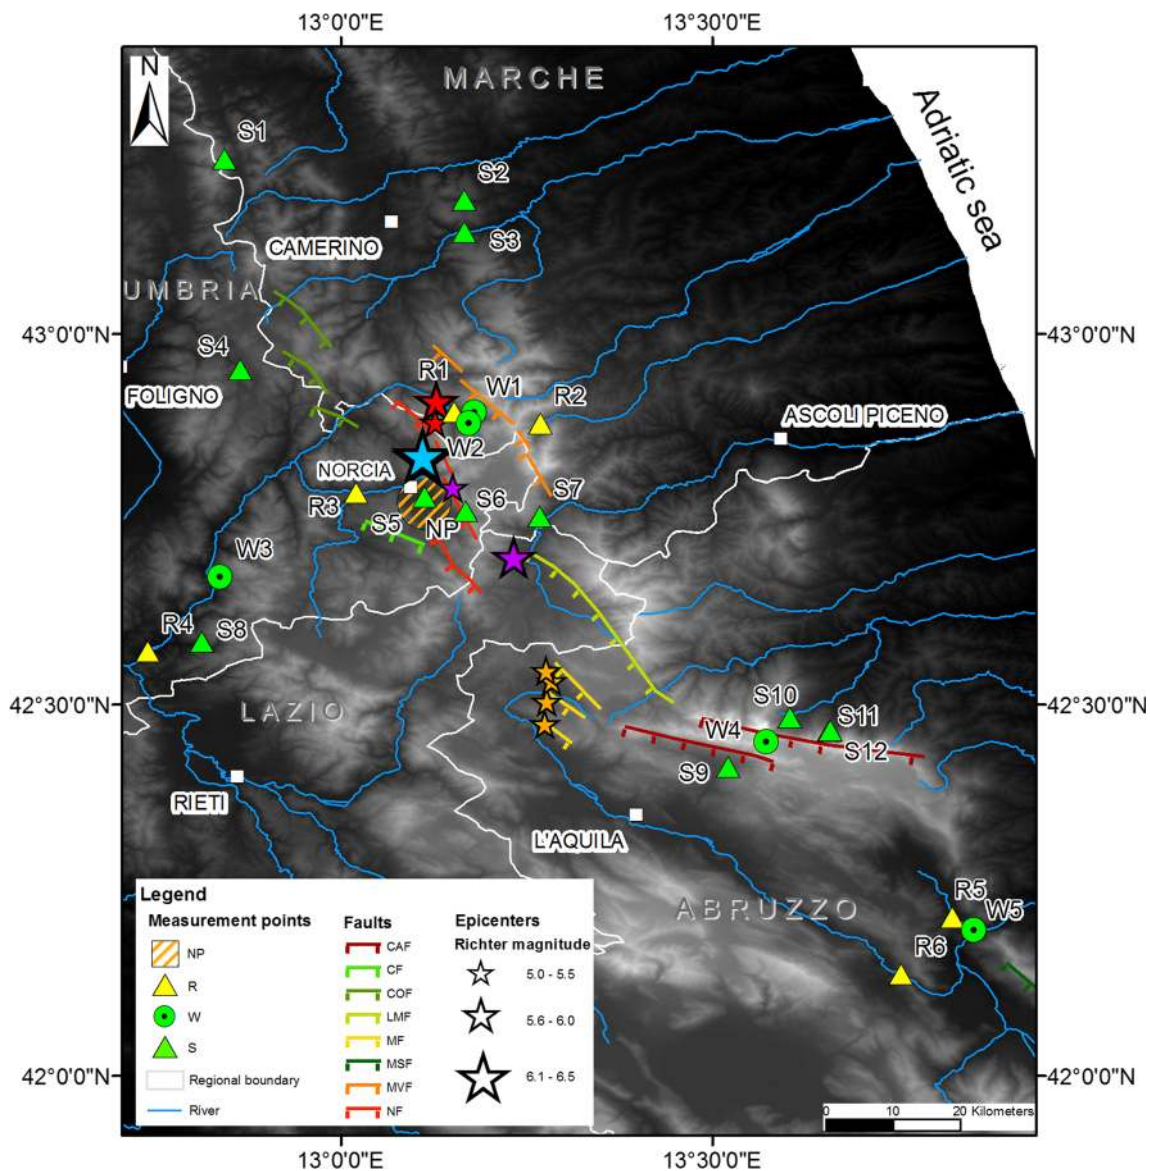 13°0'0"E
13°30'0"E
N
MARCHE
Adriatic sea
S1
S2
S3
CAMERINO
UMBRIA
43°0'0"N
43°0'0"N
S4
FOLIGNO
R1
W1
R2
ASCOLI PICENO
W2
NORCIA
S7
S6
R3
S5
NP
W3
R4
S8
42°30'0"N
42°30'0"N
LAZIO
S10
S11
W4
S12
S9
RIETI
L'AQUILA
ABRUZZO
R5
W5
R6
Legend
Measurement points
NP
R
W
S
Regional boundary
River
Faults
CAF
CF
COF
LMF
MF
MSF
MVF
NF
Epicenters
Richter magnitude
5.0 - 5.5
5.6 - 6.0
6.1 - 6.5
42°0'0"N
42°0'0"N
0 10 20 Kilometers
13°0'0"E
13°30'0"E